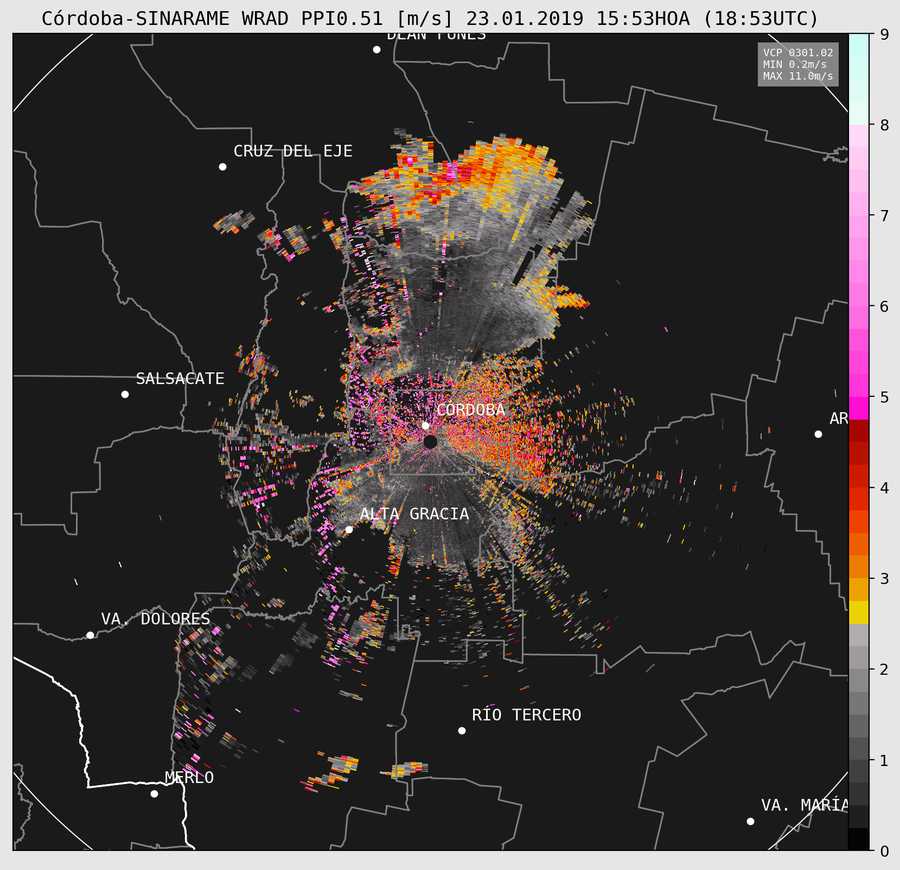 Córdoba-SINARAME WRAD PPI0.51 [m/s] 23.01.2019 15:53HOA (18:53UTC)
DEAN FUNES
VCP 0301.02
MIN 0.2m/s
MAX 11.0m/s
CRUZ DEL EJE
SALSACATE
CÓRDOBA
AR
ALTA GRACIA
VA. DOLORES
RÍO TERCERO
MERLO
VA. MARÍA
9
8
7
6
5
4
3
2
1
0